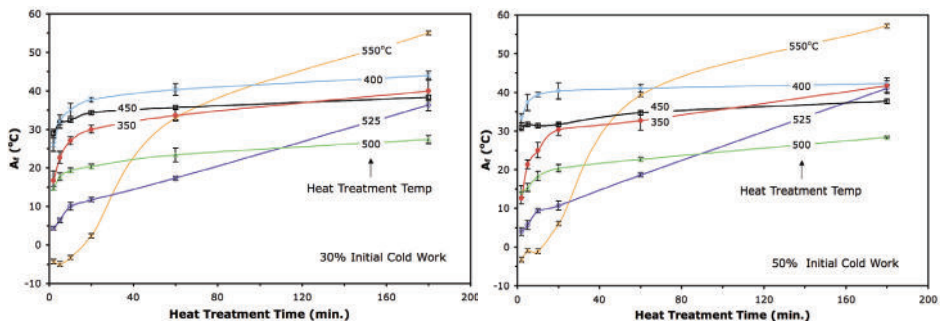 60
50
40
30
20
10
0
-10
A_f (°C)
550°C
400
450
350
525
500
Heat Treatment Temp
30% Initial Cold Work
0 40 80 120 160 200
Heat Treatment Time (min.)
60
50
40
30
20
10
0
-10
A_f (°C)
550°C
400
450
350
525
500
Heat Treatment Temp
50% Initial Cold Work
0 40 80 120 160 200
Heat Treatment Time (min.)